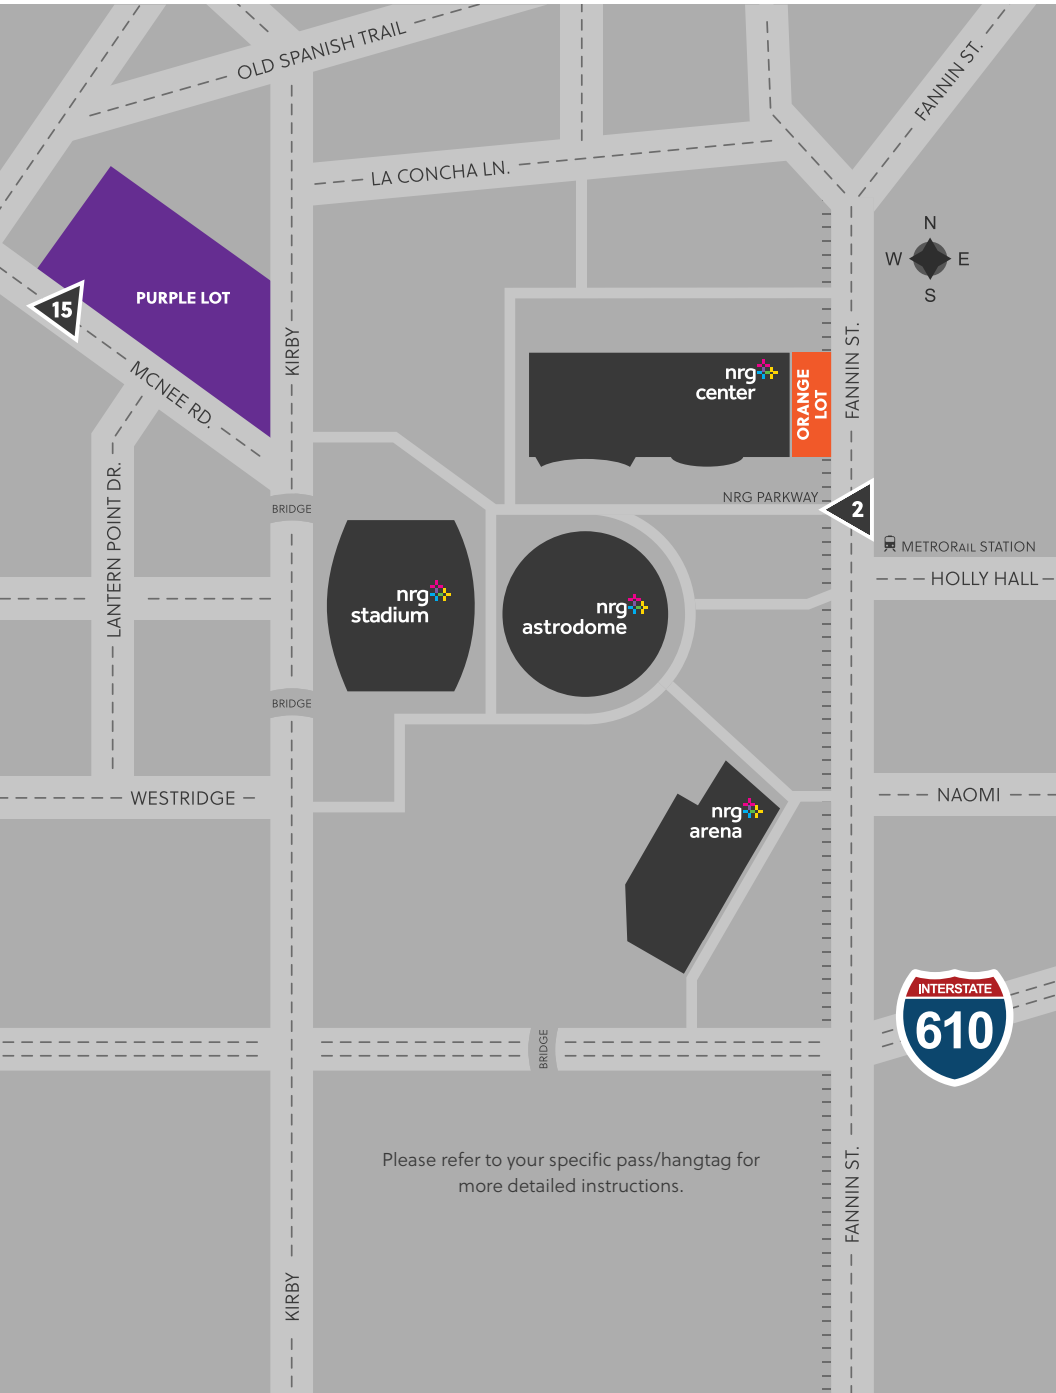 OLD SPANISH TRAIL
FANNIN ST.
LA CONCHA LN.
N
W
E
S
PURPLE LOT
15
KIRBY
MCNEE RD.
nrg
center
ORANGE
LOT
FANNIN ST.
LANTERN POINT DR.
BRIDGE
NRG PARKWAY
2
METRORAIL STATION
HOLLY HALL
nrg
stadium
nrg
astrodome
BRIDGE
WESTRIDGE
nrg
arena
NAOMI
INTERSTATE
610
BRIDGE
Please refer to your specific pass/hangtag for
more detailed instructions.
FANNIN ST.
KIRBY